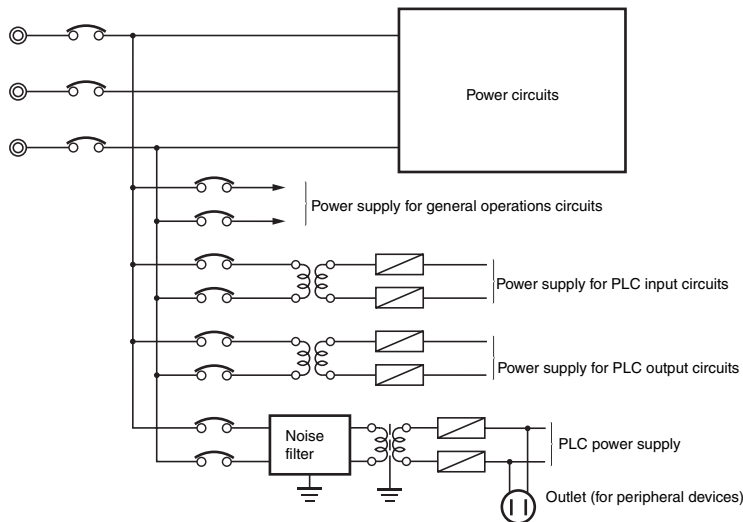 Power circuits
Power supply for general operations circuits
Power supply for PLC input circuits
Power supply for PLC output circuits
Noise
filter
PLC power supply
Outlet (for peripheral devices)